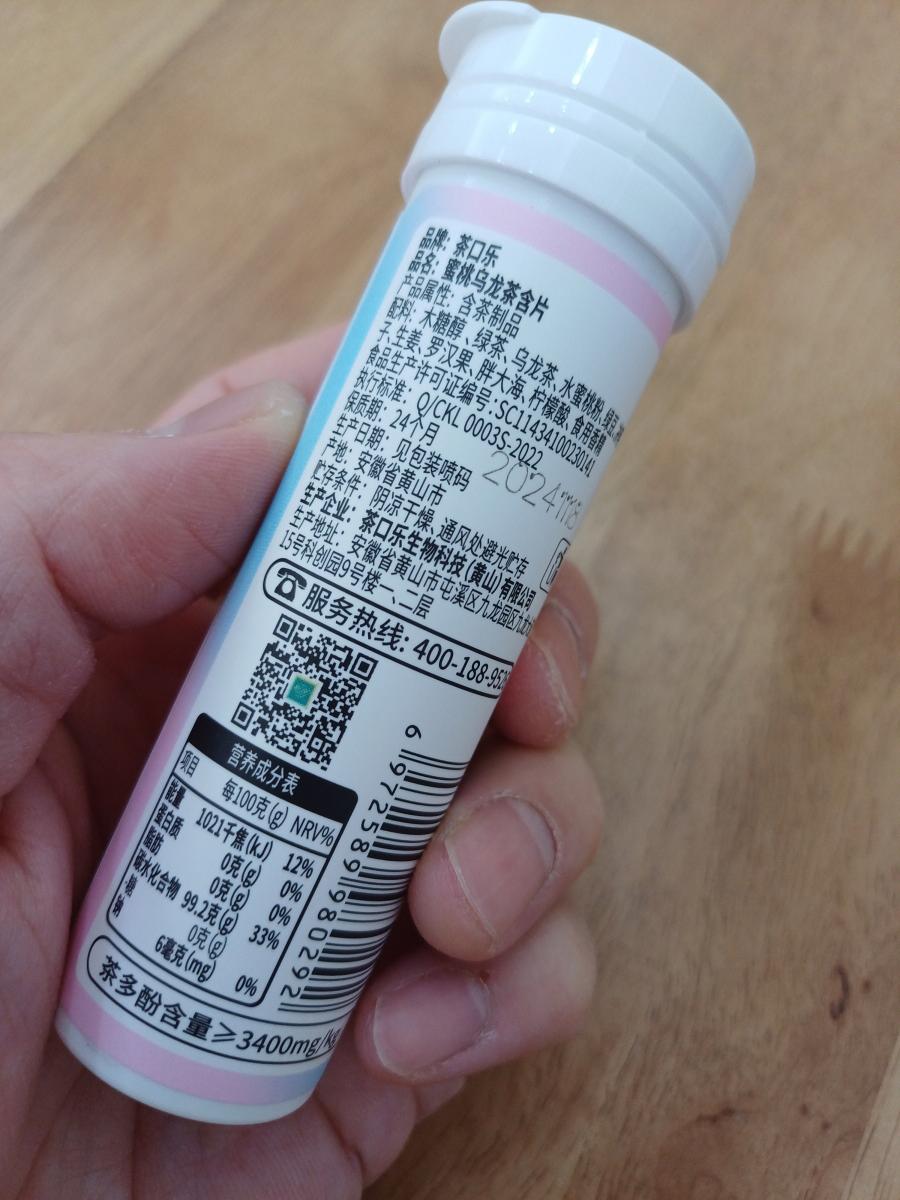 品牌：茶口乐
品名：蜜桃乌龙茶含片
产品属性：含茶制品
配料：木糖醇、绿茶、乌龙茶、水蜜桃粉、绿豆、
子、生姜、罗汉果、胖大海、柠檬酸、食用香精
食品生产许可证编号：SC11434100230141
执行标准：Q/CKL 0003S-2022
保质期：24个月
生产日期：见包装喷码
2024
产地：安徽省黄山市
贮存条件：阴凉干燥、通风处避光贮存
生产企业：茶口乐生物科技(黄山)有限公司
生产地址：安徽省黄山市屯溪区九龙园区九龙
15号科创园9号楼一、二层
服务热线：400-188-952
营养成分表
项目 每100克(g) NRV%
能量 1021千焦(kJ) 12%
蛋白质 0克(g) 0%
脂肪 0克(g) 0%
碳水化合物 99.2克(g) 33%
-糖 0克(g)
钠 6毫克(mg) 0%
6 972589 980292
茶多酚含量≥3400mg/kg